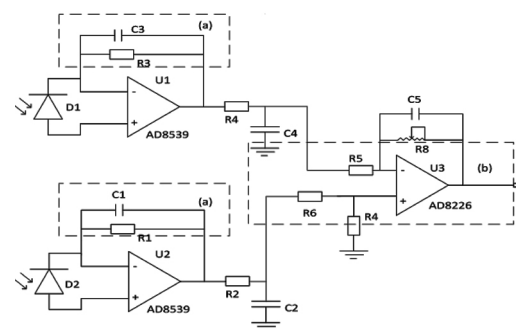 C3
(a)
R3
U1
-
+
D1
AD8539
R4
C4
C5
R8
R5
-
U3
(b)
+
AD8226
R6
R4
C1
(a)
R1
U2
-
+
D2
AD8539
R2
C2